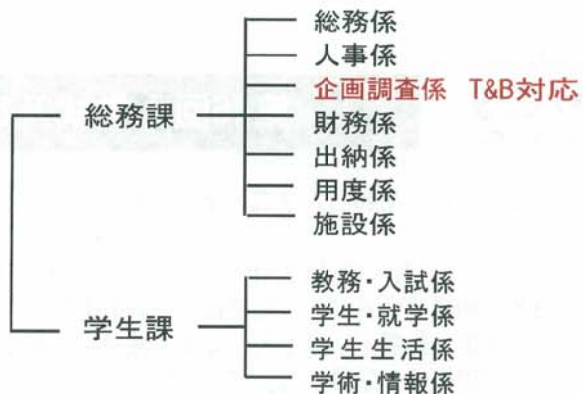 総務係
人事係
企画調査係 T&B対応
総務課
財務係
出納係
用度係
施設係
教務・入試係
学生・就学係
学生課
学生生活係
学術・情報係